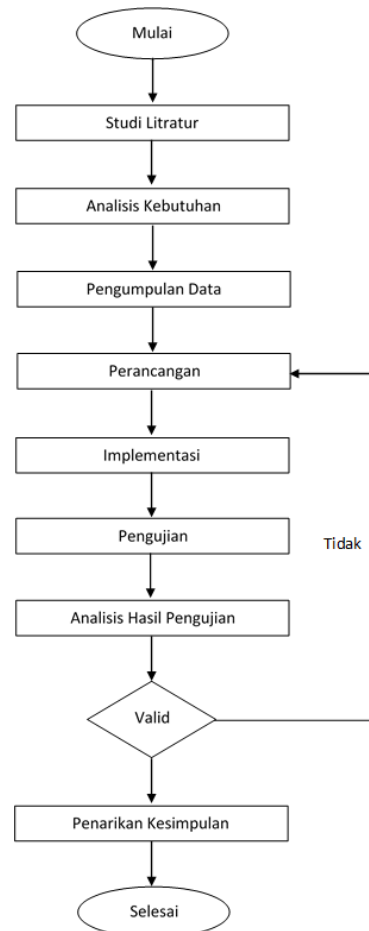 Mulai
Studi Litratur
Analisis Kebutuhan
Pengumpulan Data
Perancangan
Implementasi
Pengujian
Tidak
Analisis Hasil Pengujian
Valid
Penarikan Kesimpulan
Selesai